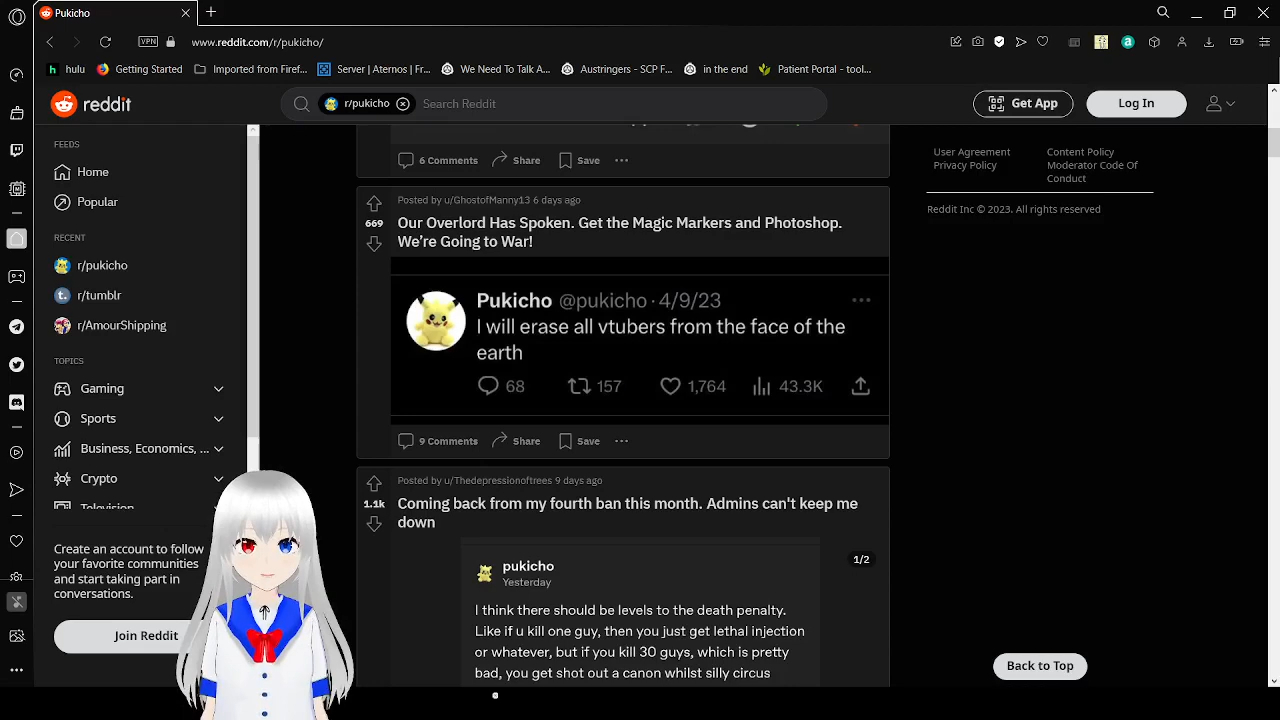 Pukicho
www.reddit.com/r/pukicho/
VPN
hulu
Getting Started
Imported from Firef...
Server | Aternos | Fr...
We Need To Talk A...
Austringers - SCP F...
in the end
Patient Portal - tool...
reddit
r/pukicho
Search Reddit
Get App
Log In
FEEDS
Home
Popular
RECENT
r/pukicho
r/tumblr
r/AmourShipping
TOPICS
Gaming
Sports
Business, Economics, ...
Crypto
Television
Create an account to follow
your favorite communities
and start taking part in
conversations.
Join Reddit
6 Comments
Share
Save
Posted by u/GhostofManny13 6 days ago
669
Our Overlord Has Spoken. Get the Magic Markers and Photoshop.
We're Going to War!
Pukicho @pukicho · 4/9/23
I will erase all vtubers from the face of the
earth
68
157
1,764
43.3K
9 Comments
Share
Save
Posted by u/Thedepressionoftrees 9 days ago
1.1k
Coming back from my fourth ban this month. Admins can't keep me
down
pukicho
Yesterday
1/2
I think there should be levels to the death penalty.
Like if u kill one guy, then you just get lethal injection
or whatever, but if you kill 30 guys, which is pretty
bad, you get shot out a canon whilst silly circus
User Agreement
Privacy Policy
Content Policy
Moderator Code Of
Conduct
Reddit Inc © 2023. All rights reserved
Back to Top